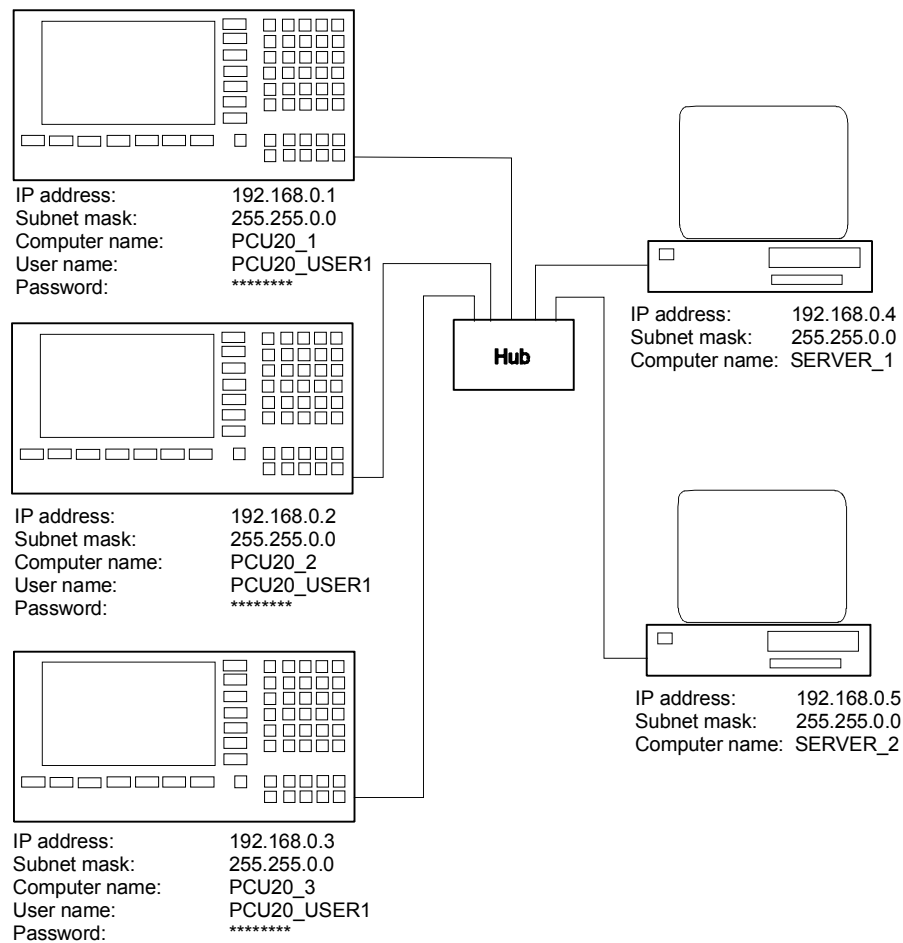 IP address: 192.168.0.1
Subnet mask: 255.255.0.0
Computer name: PCU20_1
User name: PCU20_USER1
Password: ********
IP address: 192.168.0.2
Subnet mask: 255.255.0.0
Computer name: PCU20_2
User name: PCU20_USER1
Password: ********
IP address: 192.168.0.3
Subnet mask: 255.255.0.0
Computer name: PCU20_3
User name: PCU20_USER1
Password: ********
Hub
IP address: 192.168.0.4
Subnet mask: 255.255.0.0
Computer name: SERVER_1
IP address: 192.168.0.5
Subnet mask: 255.255.0.0
Computer name: SERVER_2